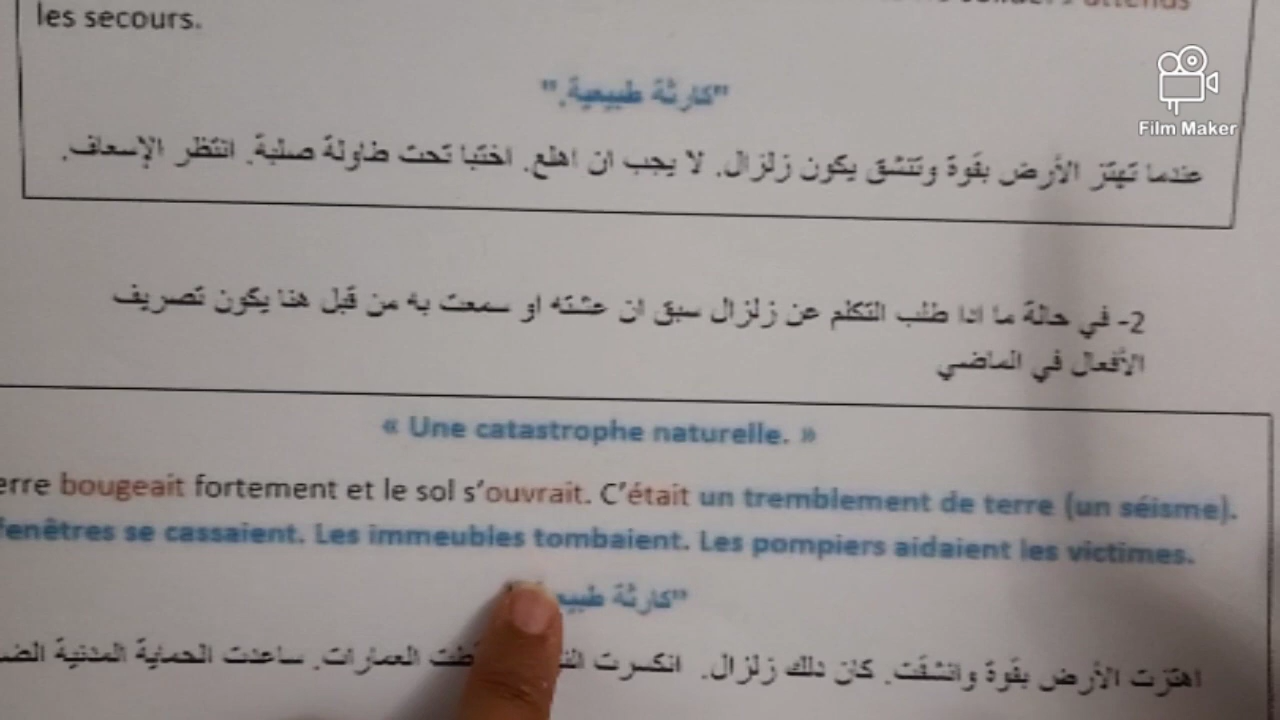 attends
les secours.
"كارثة طبيعية."
عندما تهتز الأرض بقوة وتنشق يكون زلزال. لا يجب ان اهلع. اختبا تحت طاولة صلبة. انتظر الإسعاف.
2- في حالة ما اذا طلب التكلم عن زلزال سبق ان عشته او سمعت به من قبل هنا يكون تصريف
الأفعال في الماضي
« Une catastrophe naturelle. »
bougeait fortement et le sol s'ouvrait. C'était un tremblement de terre (un séisme).
fenêtres se cassaient. Les immeubles tombaient. Les pompiers aidaient les victimes.
"كارثة
اهتزت الأرض بقوة وانشقت. كان ذلك زلزال. انكسرت العمارات. ساعدت الحماية المدنية
Film Maker